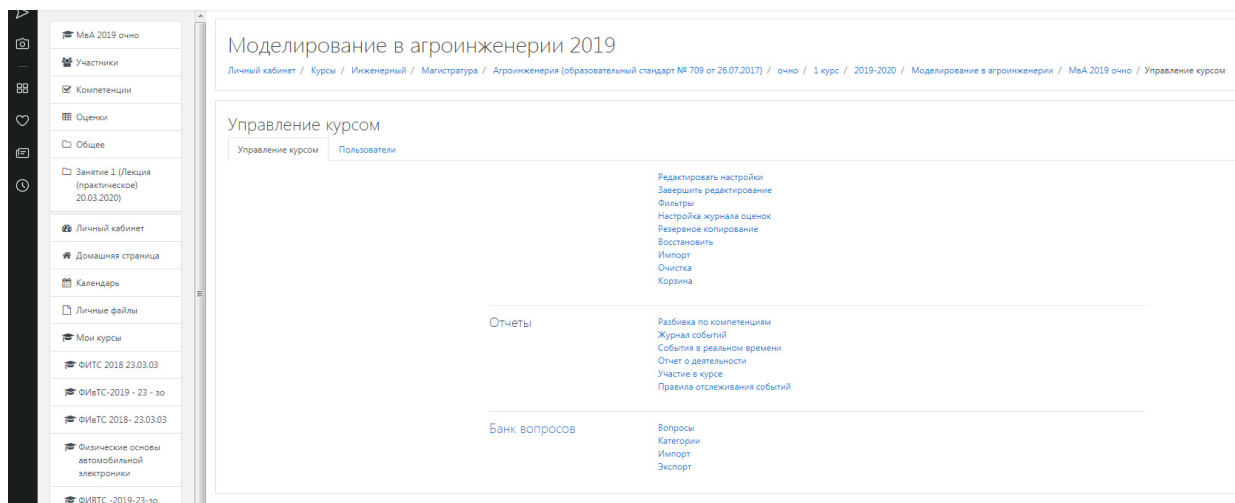 МвА 2019 очно
Участники
Компетенции
Оценки
Общее
Занятие 1 (Лекция
(практическое)
20.03.2020)
Личный кабинет
Домашняя страница
Календарь
Личные файлы
Мои курсы
ФИТС 2018 23.03.03
ФИвТС-2019 - 23 - зо
ФИвТС 2018- 23.03.03
Физические основы
автомобильной
электроники
ФИВТС -2019-23-зо
Моделирование в агроинженерии 2019
Личный кабинет / Курсы / Инженерный / Магистратура / Агроинженерия (образовательный стандарт № 709 от 26.07.2017) / очно / 1 курс / 2019-2020 / Моделирование в агроинженерии / МвА 2019 очно / Управление курсом
Управление курсом
Управление курсом Пользователи
Редактировать настройки
Завершить редактирование
Фильтры
Настройка журнала оценок
Резервное копирование
Восстановить
Импорт
Очистка
Корзина
Отчеты
Разбивка по компетенциям
Журнал событий
События в реальном времени
Отчет о деятельности
Участие в курсе
Правила отслеживания событий
Банк вопросов
Вопросы
Категории
Импорт
Экспорт